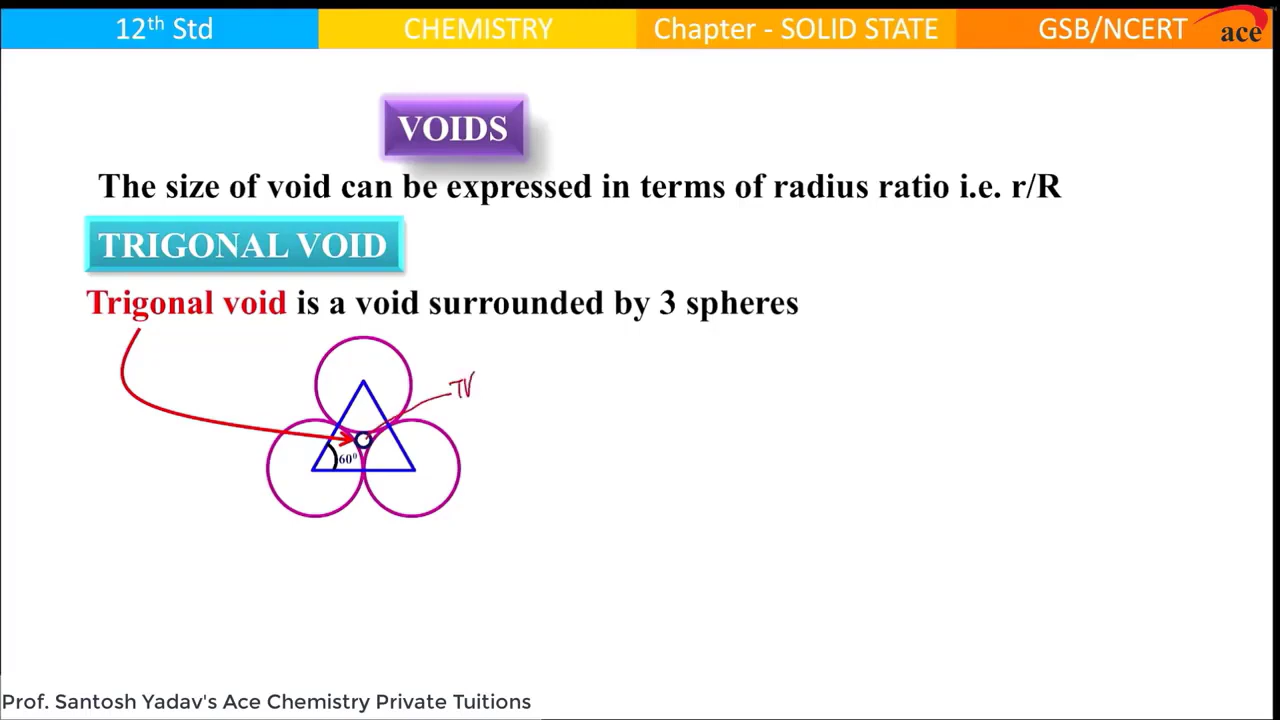 12th Std
CHEMISTRY
Chapter - SOLID STATE
GSB/NCERT
ace
VOIDS
The size of void can be expressed in terms of radius ratio i.e. r/R
TRIGONAL VOID
Trigonal void is a void surrounded by 3 spheres
TV
60⁰
Prof. Santosh Yadav's Ace Chemistry Private Tuitions